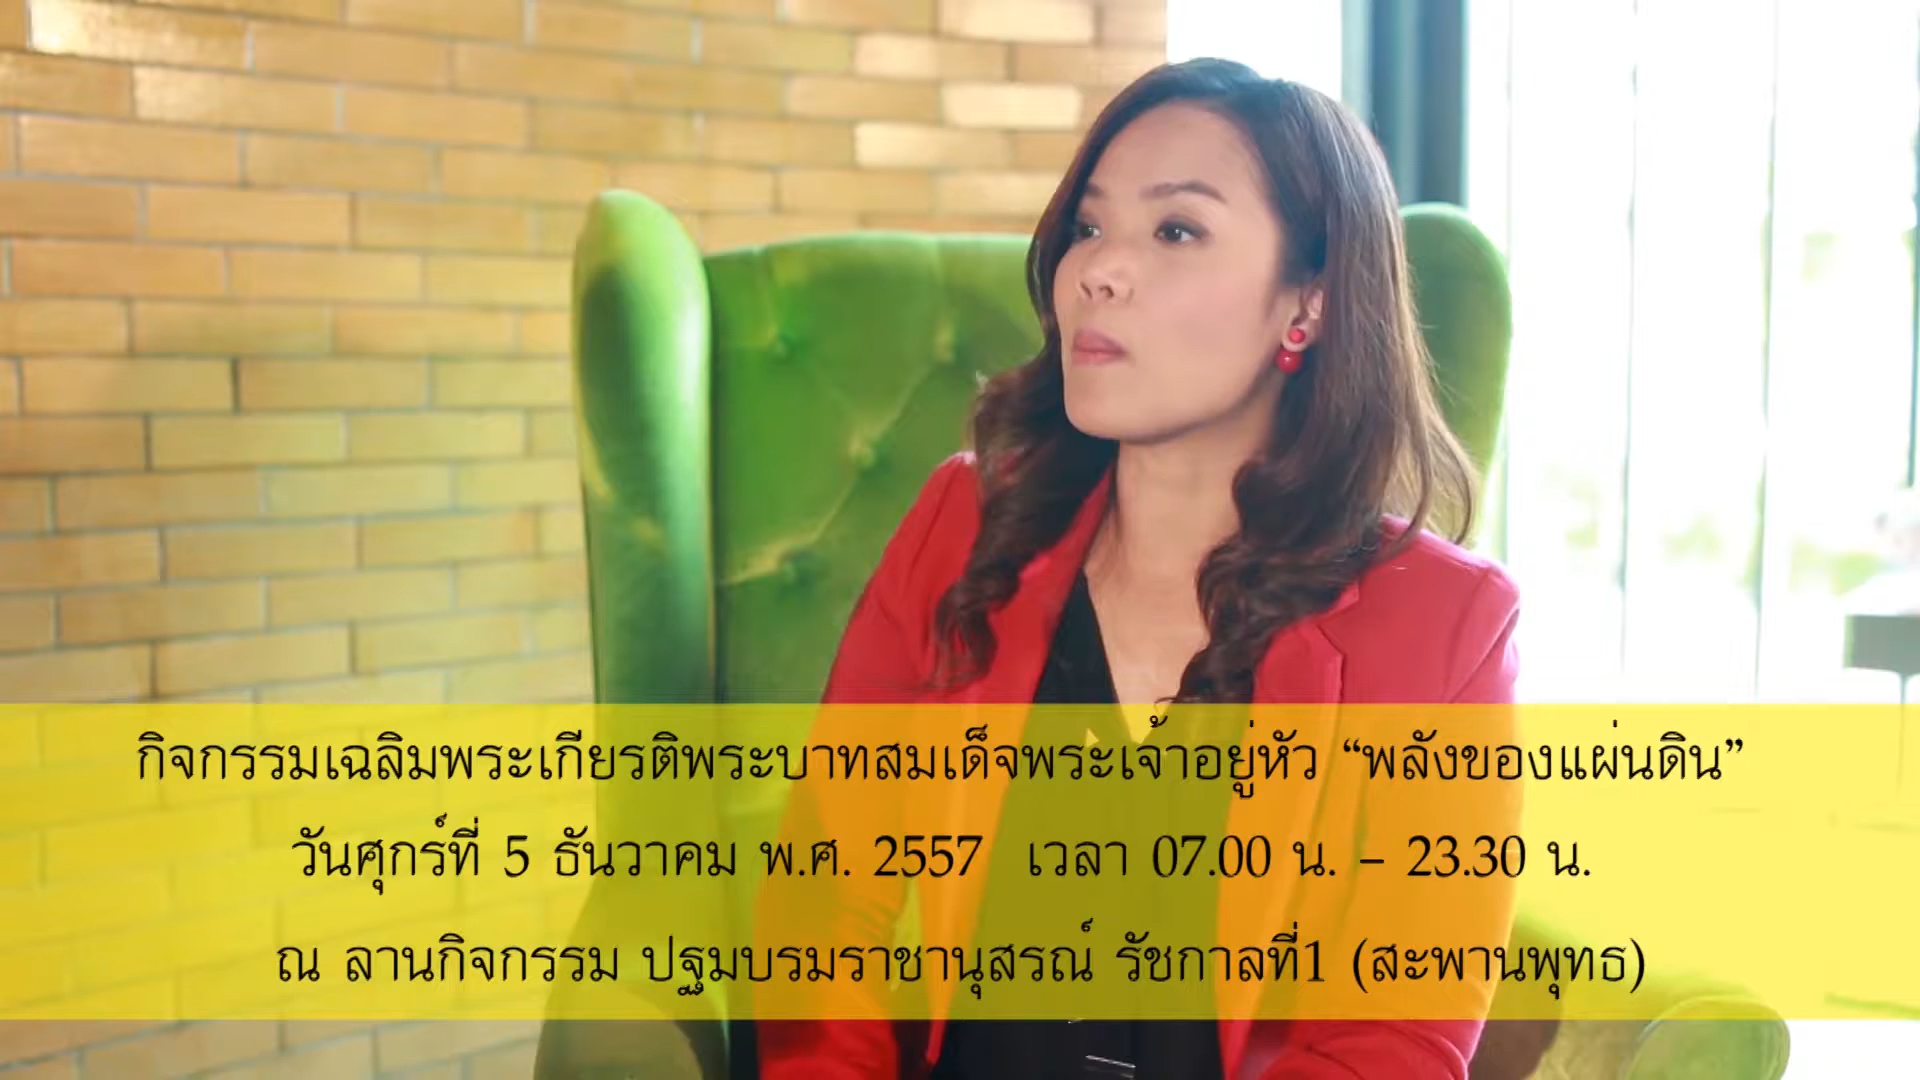 กิจกรรมเฉลิมพระเกียรติพระบาทสมเด็จพระเจ้าอยู่หัว “พลังของแผ่นดิน”
วันศุกร์ที่ 5 ธันวาคม พ.ศ. 2557 เวลา 07.00 น. – 23.30 น.
ณ ลานกิจกรรม ปฐมบรมราชานุสรณ์ รัชกาลที่1 (สะพานพุทธ)